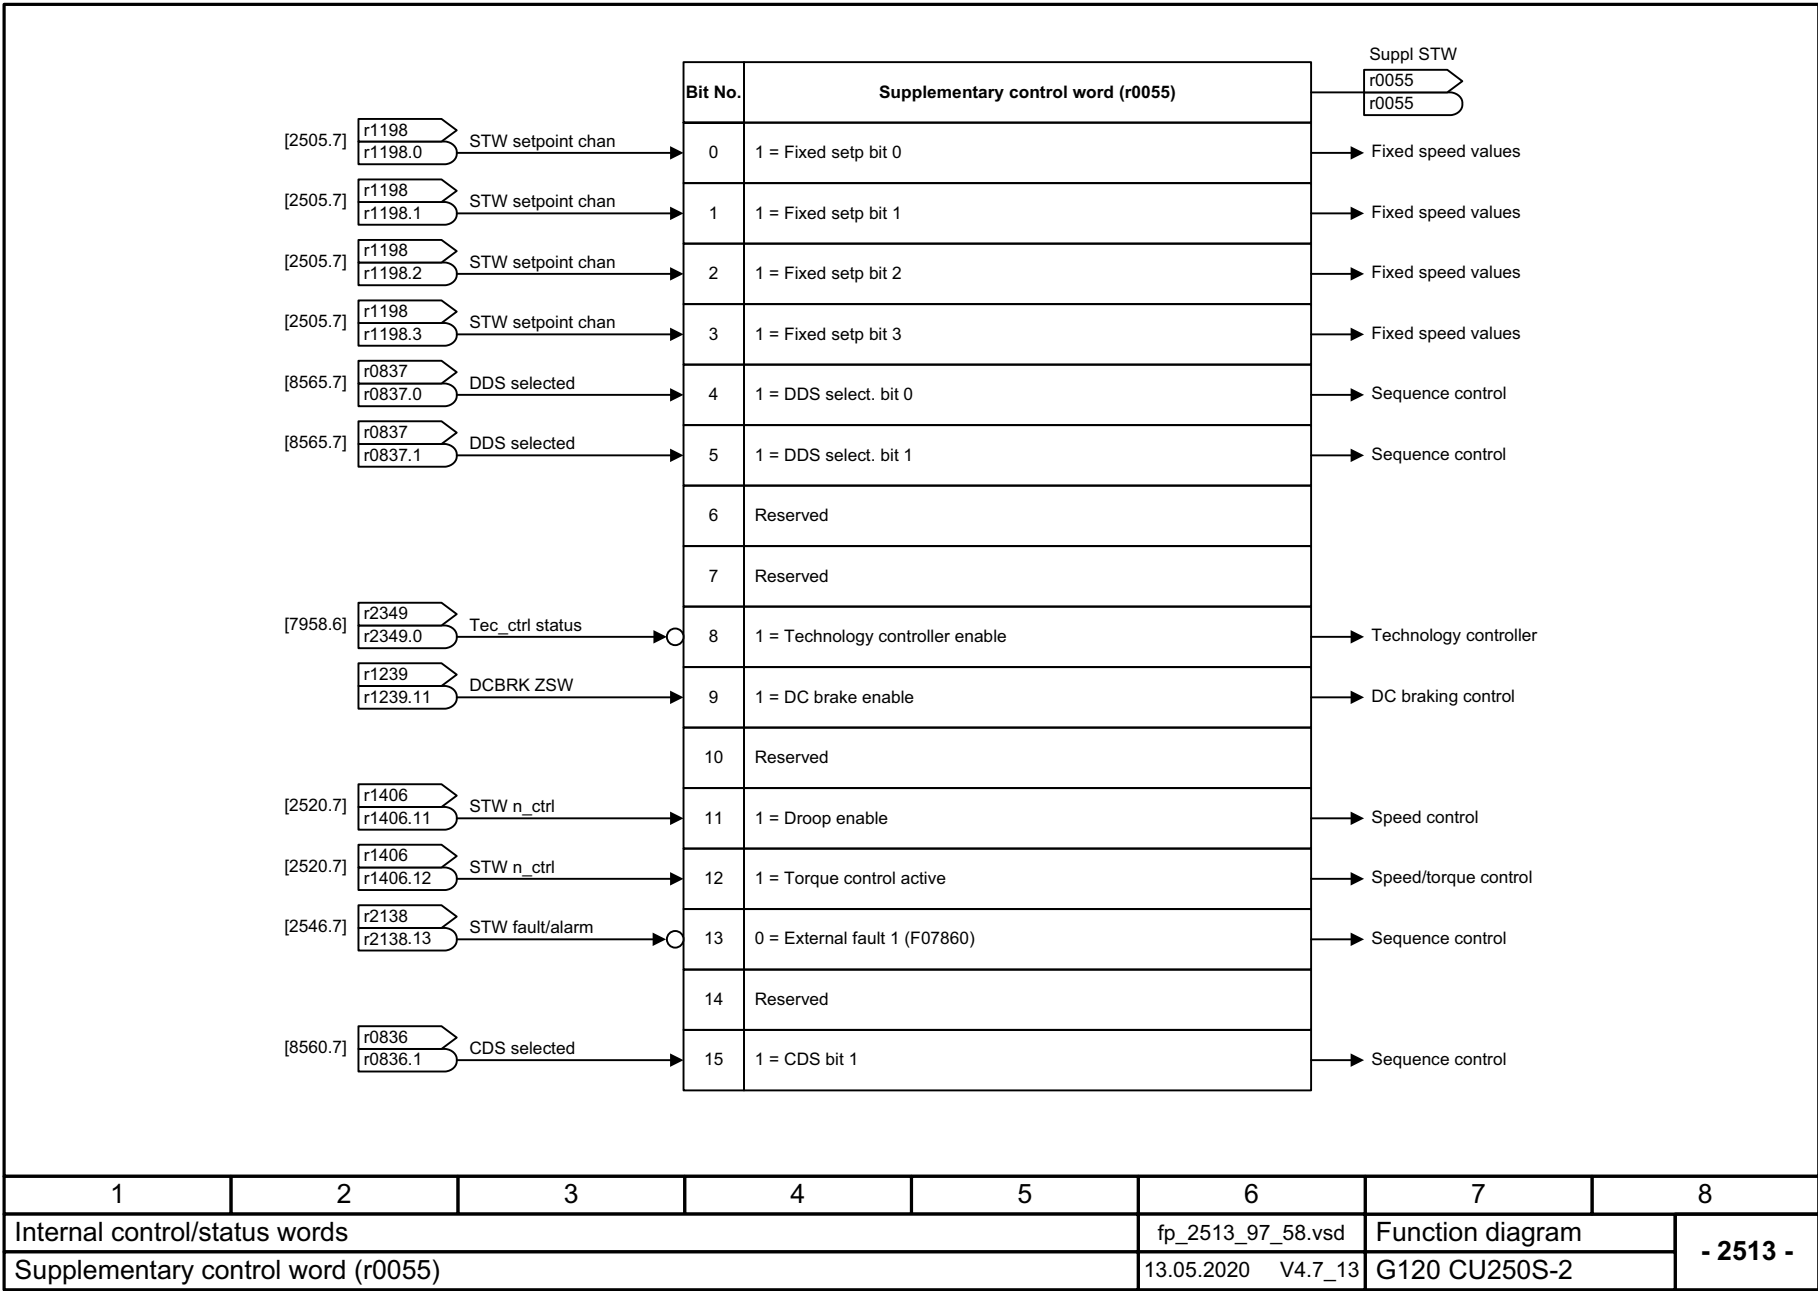 Suppl STW
r0055
r0055
Bit No. Supplementary control word (r0055)
[2505.7] r1198 r1198.0 STW setpoint chan 0 1 = Fixed setp bit 0 Fixed speed values
[2505.7] r1198 r1198.1 STW setpoint chan 1 1 = Fixed setp bit 1 Fixed speed values
[2505.7] r1198 r1198.2 STW setpoint chan 2 1 = Fixed setp bit 2 Fixed speed values
[2505.7] r1198 r1198.3 STW setpoint chan 3 1 = Fixed setp bit 3 Fixed speed values
[8565.7] r0837 r0837.0 DDS selected 4 1 = DDS select. bit 0 Sequence control
[8565.7] r0837 r0837.1 DDS selected 5 1 = DDS select. bit 1 Sequence control
6 Reserved
7 Reserved
[7958.6] r2349 r2349.0 Tec_ctrl status 8 1 = Technology controller enable Technology controller
r1239 r1239.11 DCBRK ZSW 9 1 = DC brake enable DC braking control
10 Reserved
[2520.7] r1406 r1406.11 STW n_ctrl 11 1 = Droop enable Speed control
[2520.7] r1406 r1406.12 STW n_ctrl 12 1 = Torque control active Speed/torque control
[2546.7] r2138 r2138.13 STW fault/alarm 13 0 = External fault 1 (F07860) Sequence control
14 Reserved
[8560.7] r0836 r0836.1 CDS selected 15 1 = CDS bit 1 Sequence control
1 2 3 4 5 6 7 8
Internal control/status words fp_2513_97_58.vsd Function diagram
- 2513 -
Supplementary control word (r0055) 13.05.2020 V4.7_13 G120 CU250S-2